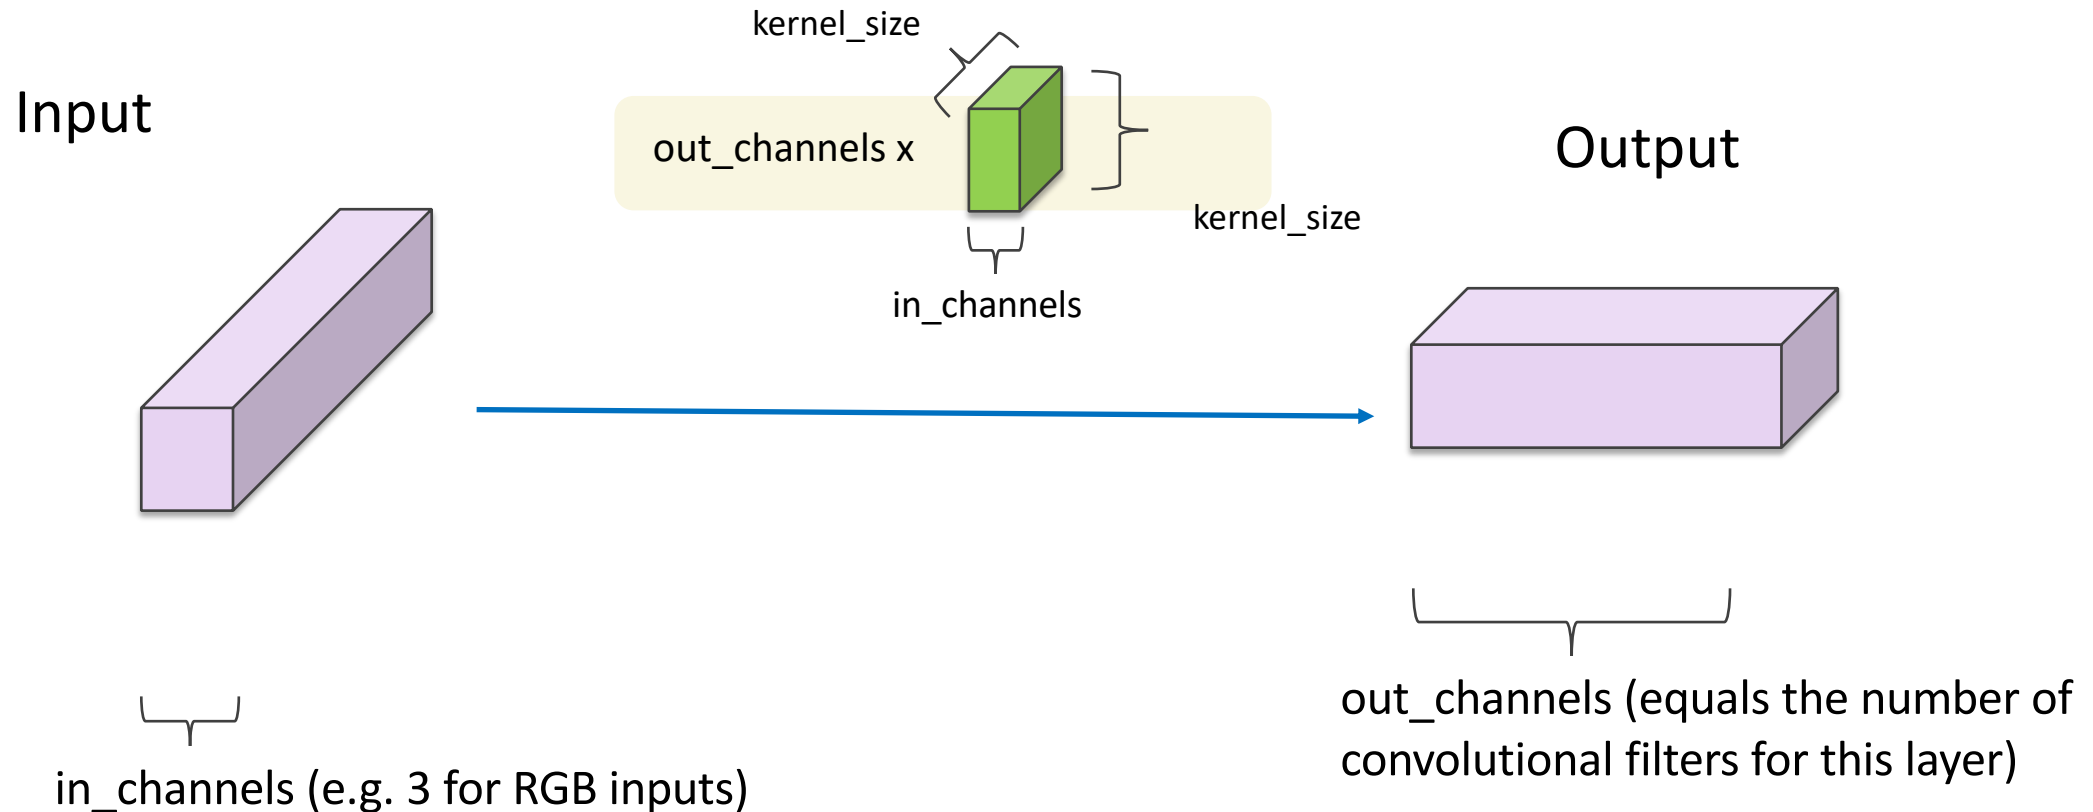 kernel_size
Input
out_channels x
Output
kernel_size
in_channels
out_channels (equals the number of
convolutional filters for this layer)
in_channels (e.g. 3 for RGB inputs)